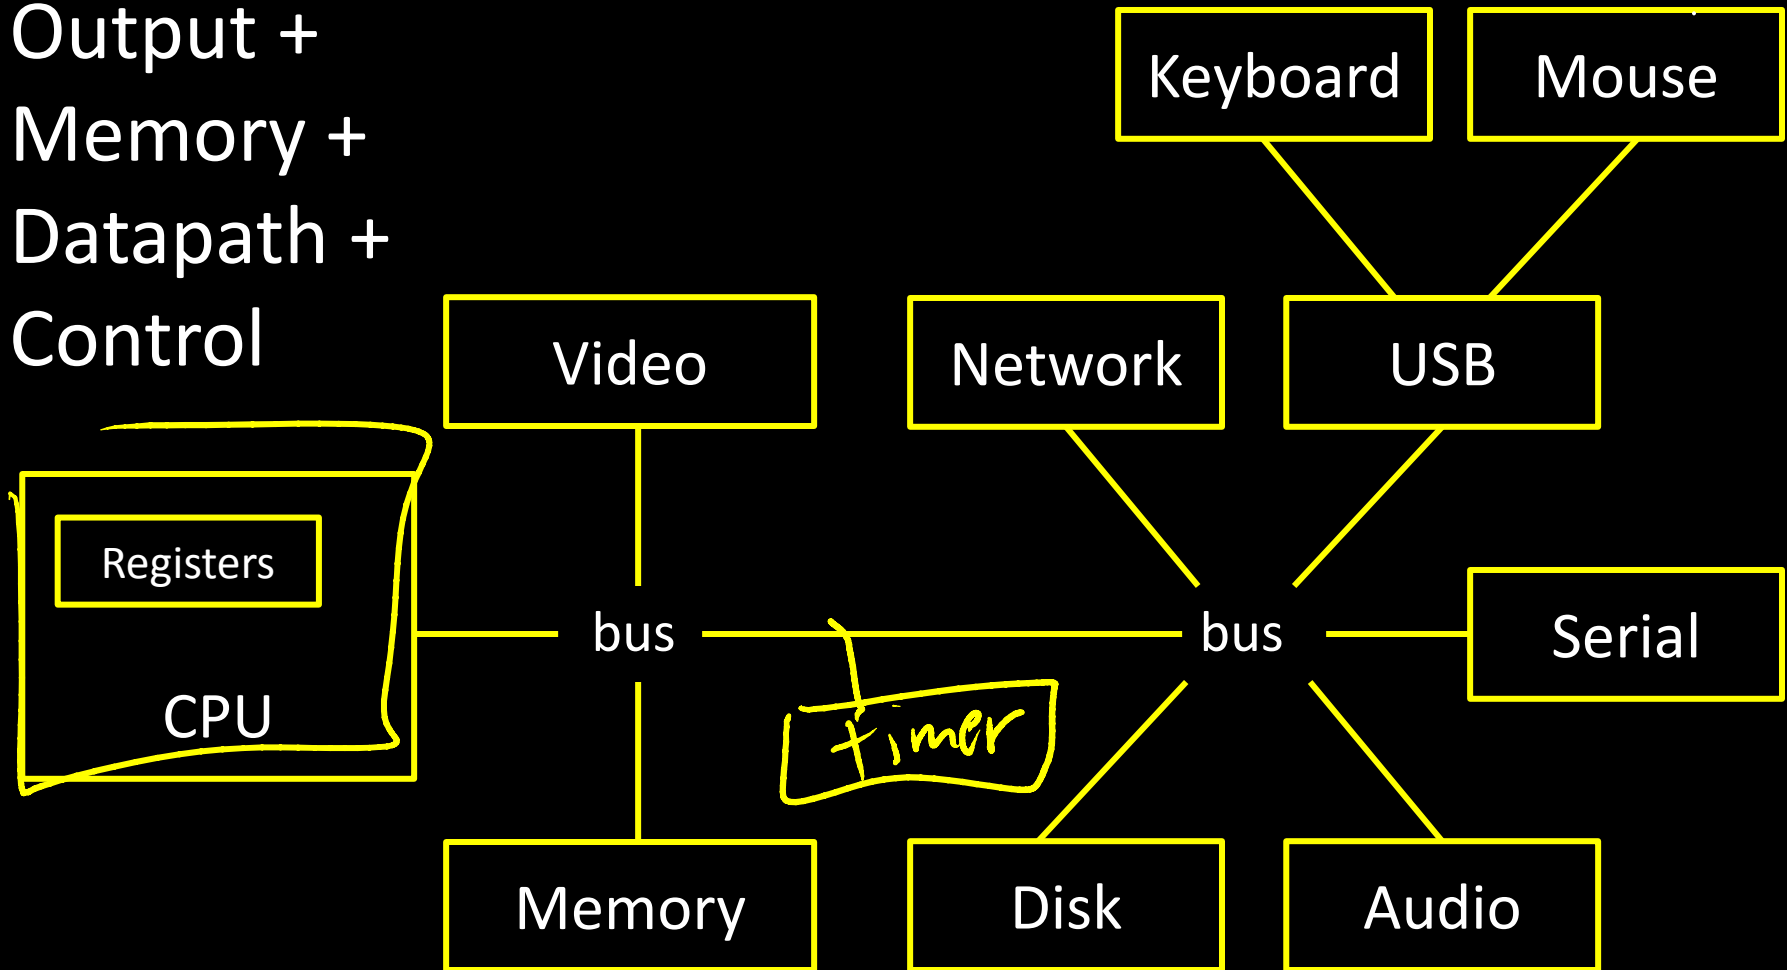 Output +
Memory +
Datapath +
Control
Keyboard
Mouse
Video
Network
USB
Registers
CPU
bus
bus
Serial
timer
Memory
Disk
Audio